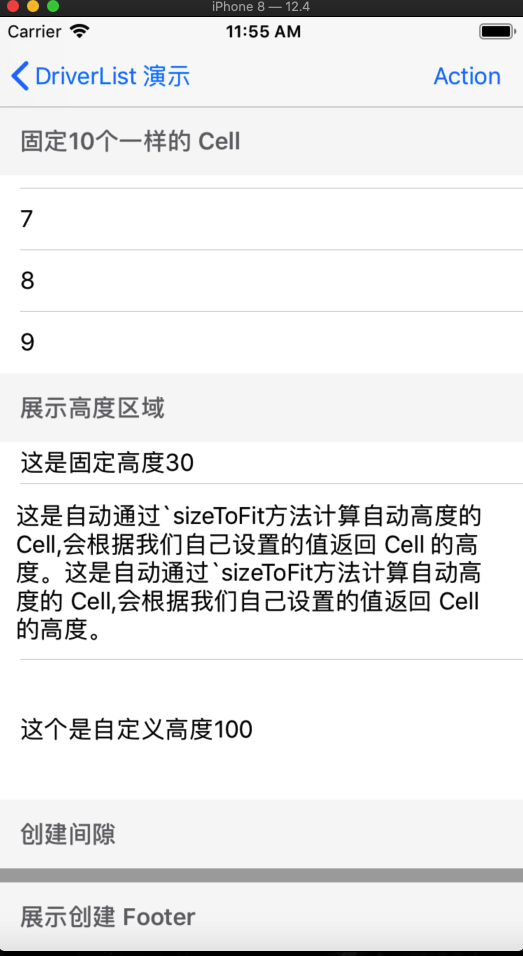 iPhone 8 — 12.4
Carrier 11:55 AM
DriverList 演示 Action
固定10个一样的 Cell
7
8
9
展示高度区域
这是固定高度30
这是自动通过`sizeToFit方法计算自动高度的
Cell,会根据我们自己设置的值返回 Cell 的高
度。这是自动通过`sizeToFit方法计算自动高
度的 Cell,会根据我们自己设置的值返回 Cell
的高度。
这个是自定义高度100
创建间隙
展示创建 Footer